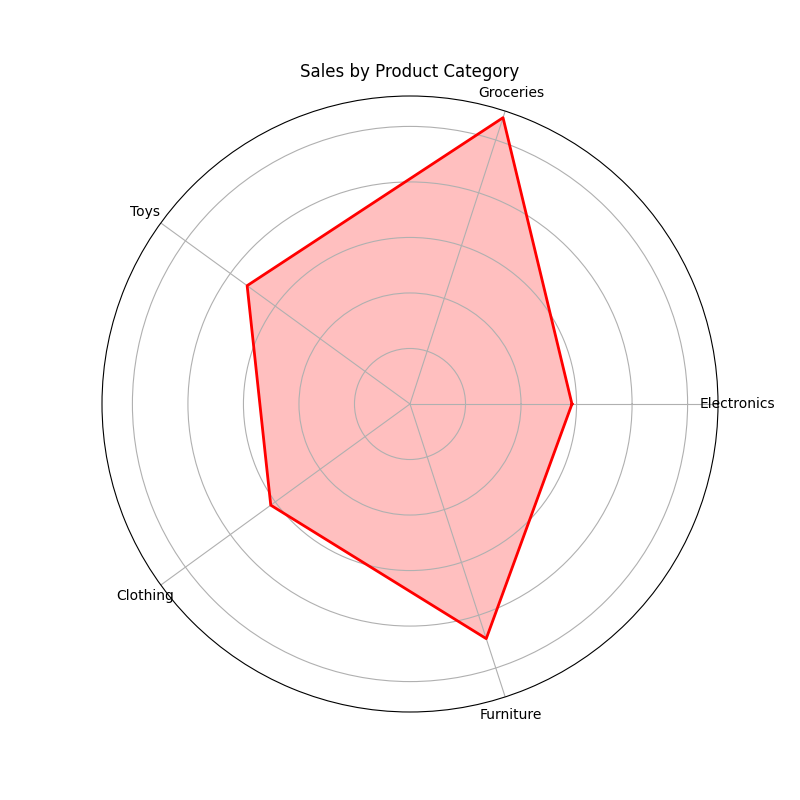 Sales by Product Category
Groceries
Toys
Electronics
Clothing
Furniture